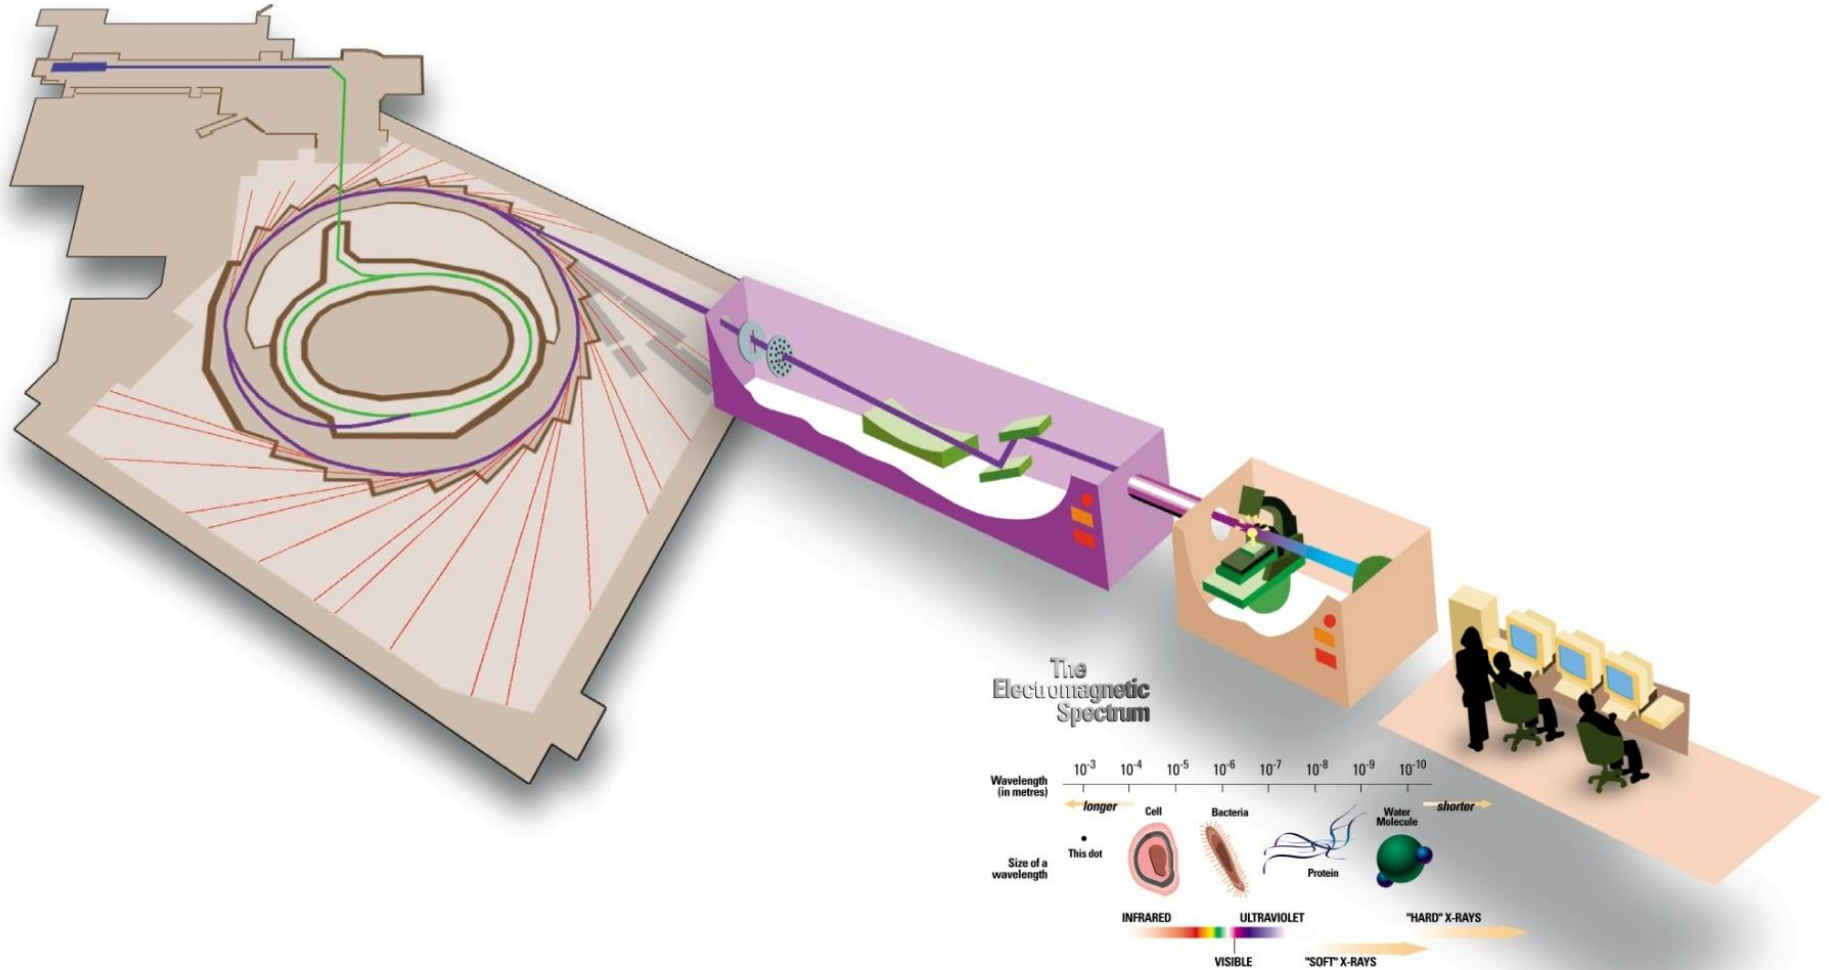 The
Electromagnetic
Spectrum
10-3 10-4 10-5 10-6 10-7 10-8 10-9 10-10
Wavelength
(in metres)
longer
shorter
Cell
Bacteria
Water
Molecule
This dot
Size of a
wavelength
Protein
INFRARED
ULTRAVIOLET
"HARD" X-RAYS
VISIBLE
"SOFT" X-RAYS